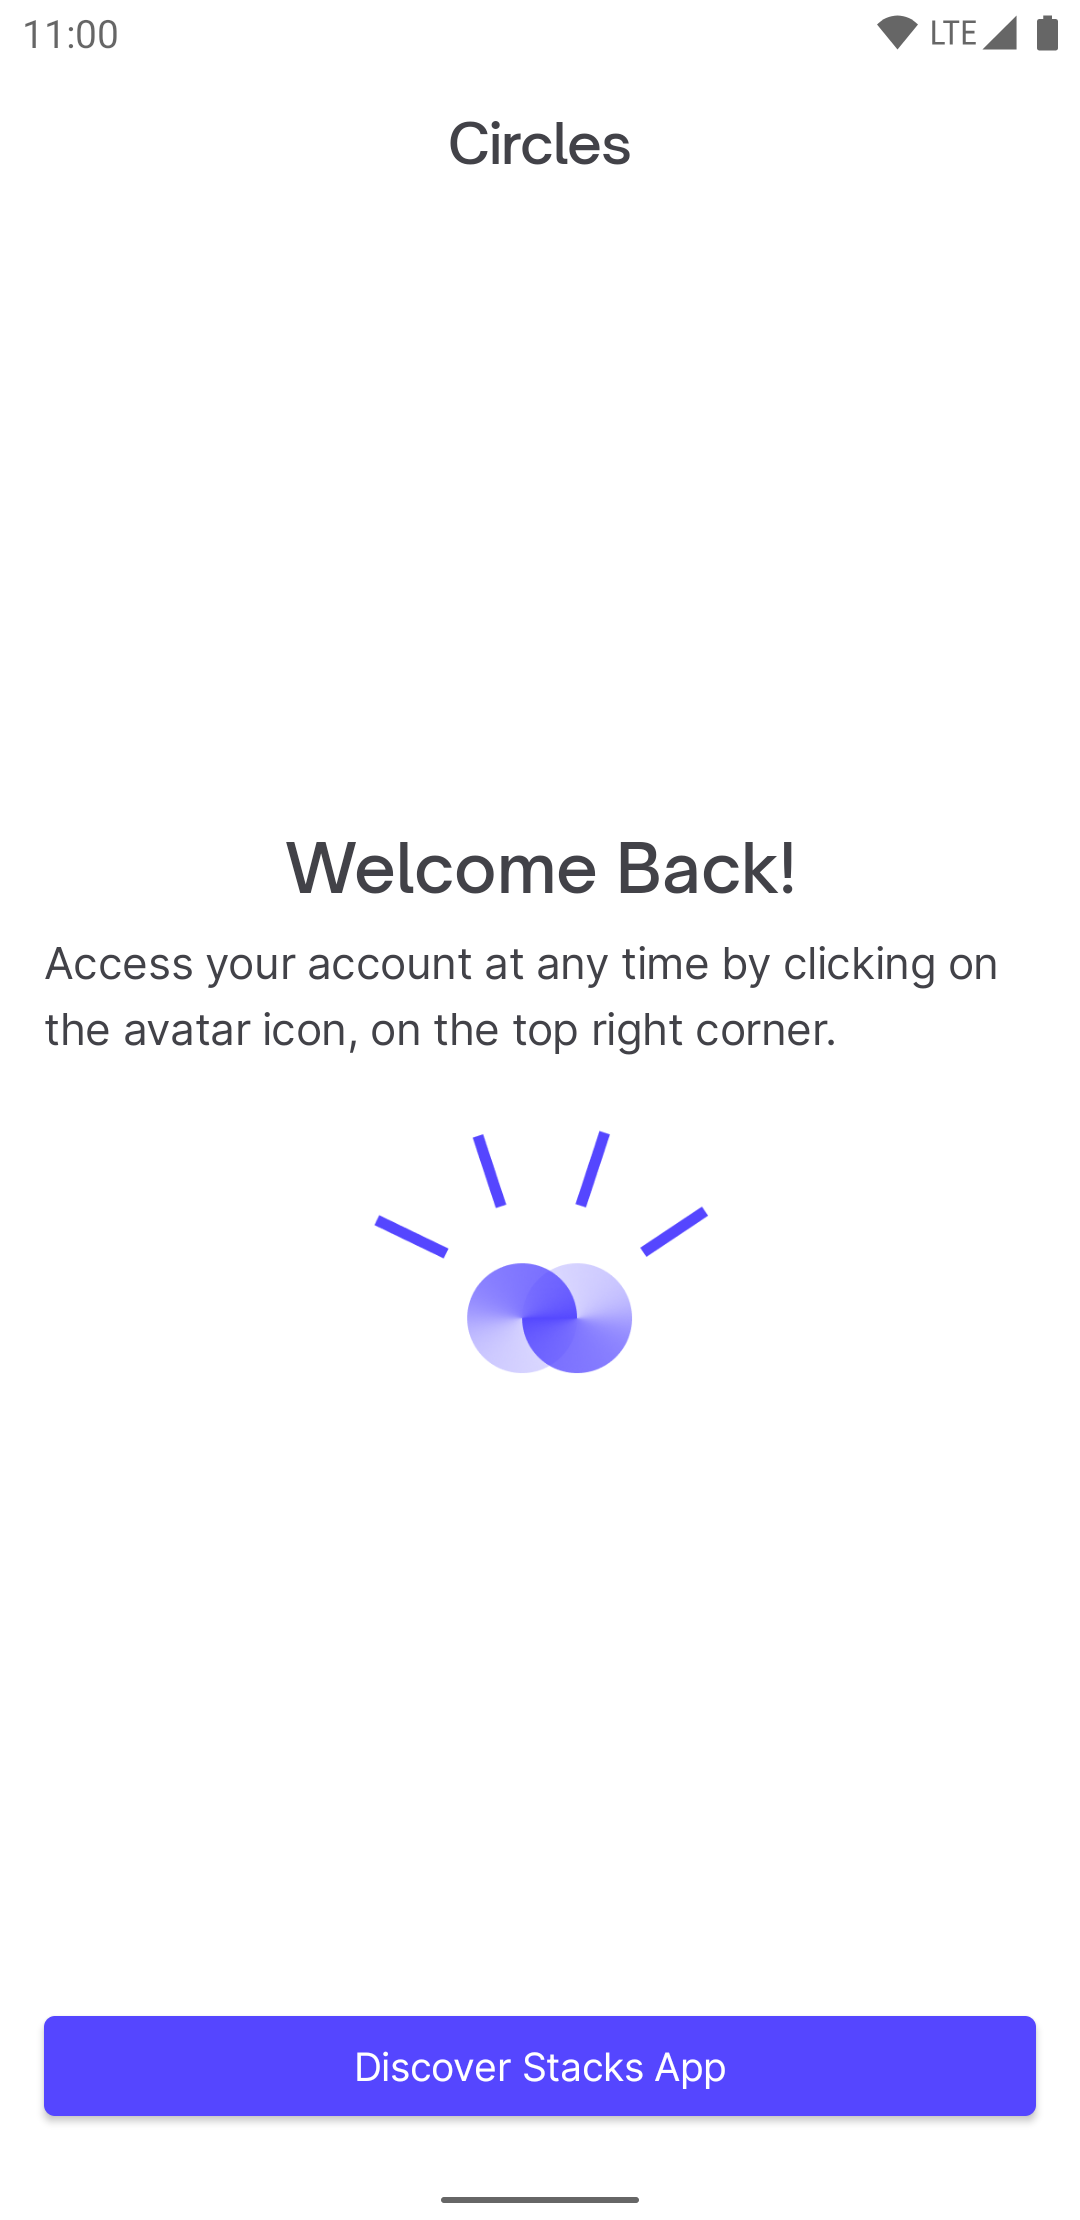 11:00
LTE
Circles
Welcome Back!
Access your account at any time by clicking on
the avatar icon, on the top right corner.
Discover Stacks App